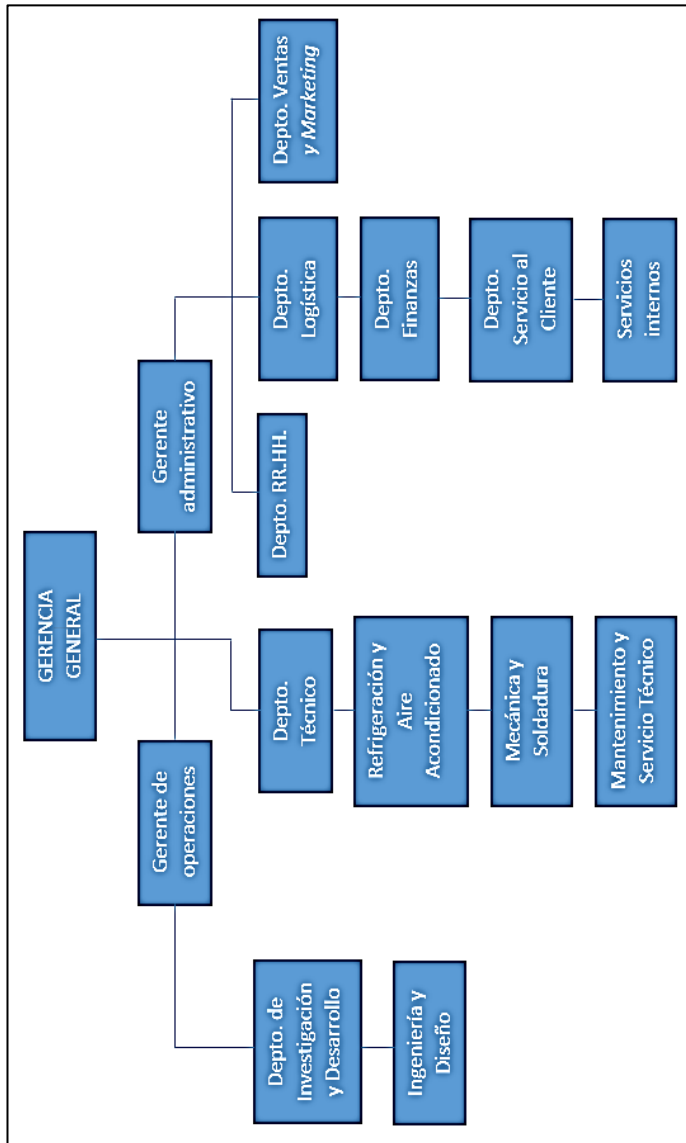 GERENCIA
GENERAL
Gerente de
operaciones
Gerente
administrativo
Depto. de
Investigación
y Desarrollo
Ingeniería y
Diseño
Depto.
Técnico
Refrigeración y
Aire
Acondicionado
Mecánica y
Soldadura
Mantenimiento y
Servicio Técnico
Depto. RR.HH.
Depto.
Logística
Depto.
Finanzas
Depto.
Servicio al
Cliente
Servicios
internos
Depto. Ventas
y Marketing